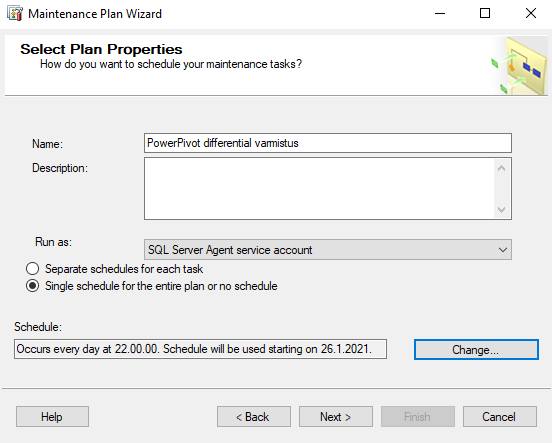 Maintenance Plan Wizard
Select Plan Properties
How do you want to schedule your maintenance tasks?
Name:
PowerPivot differential varmistus
Description:
Run as:
SQL Server Agent service account
Separate schedules for each task
Single schedule for the entire plan or no schedule
Schedule:
Occurs every day at 22.00.00. Schedule will be used starting on 26.1.2021.
Change...
Help
< Back
Next >
Finish
Cancel